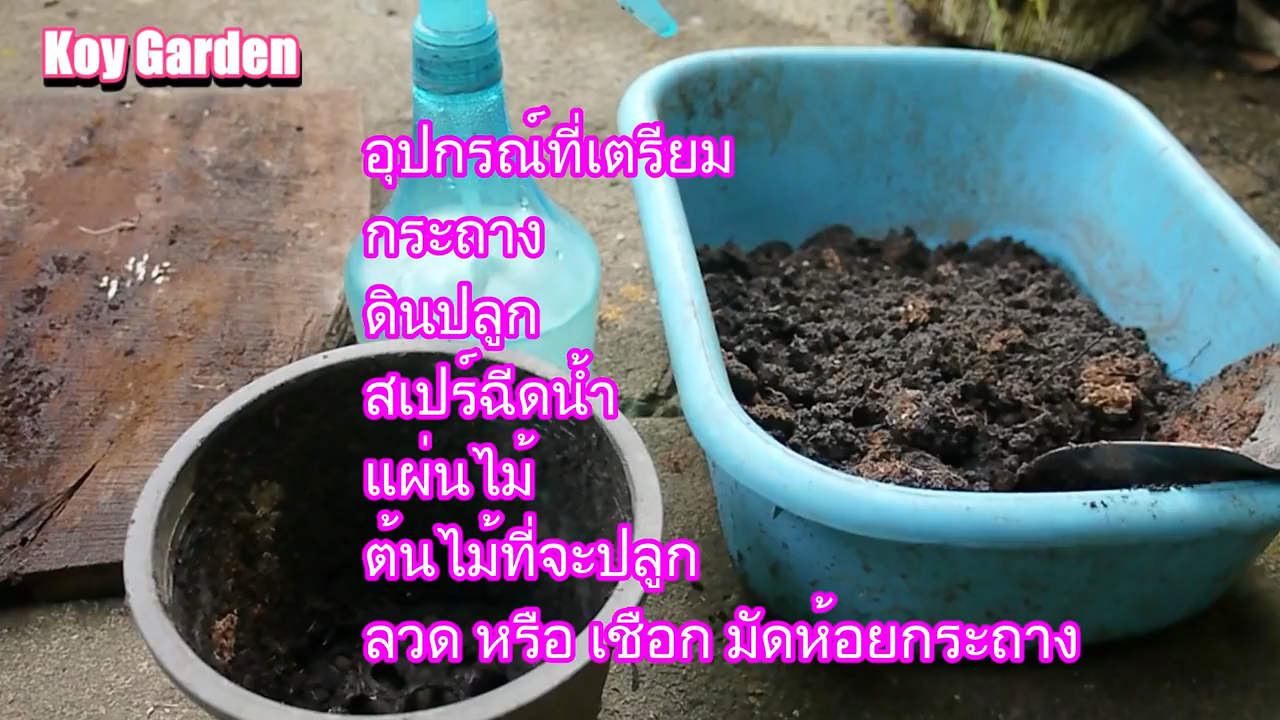 Koy Garden
อุปกรณ์ที่เตรียม
กระถาง
ดินปลูก
สเปร์ฉีดน้ำ
แผ่นไม้
ต้นไม้ที่จะปลูก
ลวด หรือ เชือก มัดห้อยกระถาง